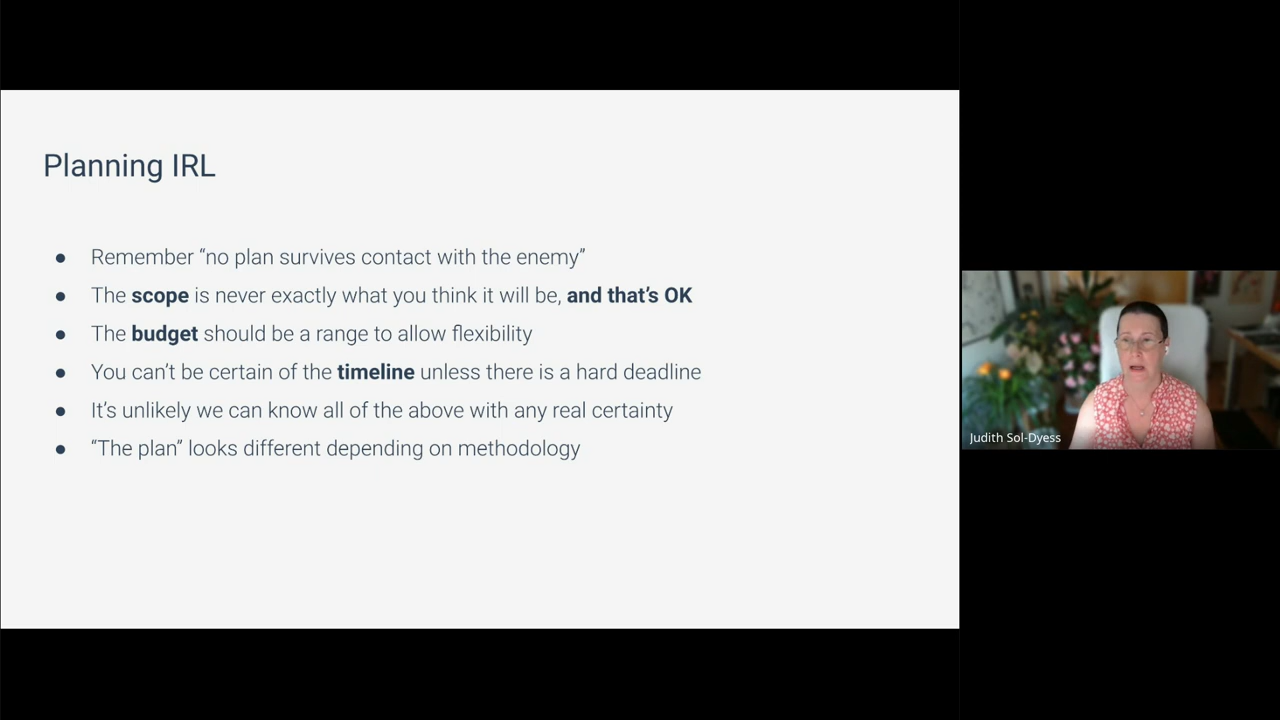 Planning IRL
● Remember “no plan survives contact with the enemy”
● The scope is never exactly what you think it will be, and that’s OK
● The budget should be a range to allow flexibility
● You can’t be certain of the timeline unless there is a hard deadline
● It’s unlikely we can know all of the above with any real certainty
● “The plan” looks different depending on methodology
Judith Sol-Dyess